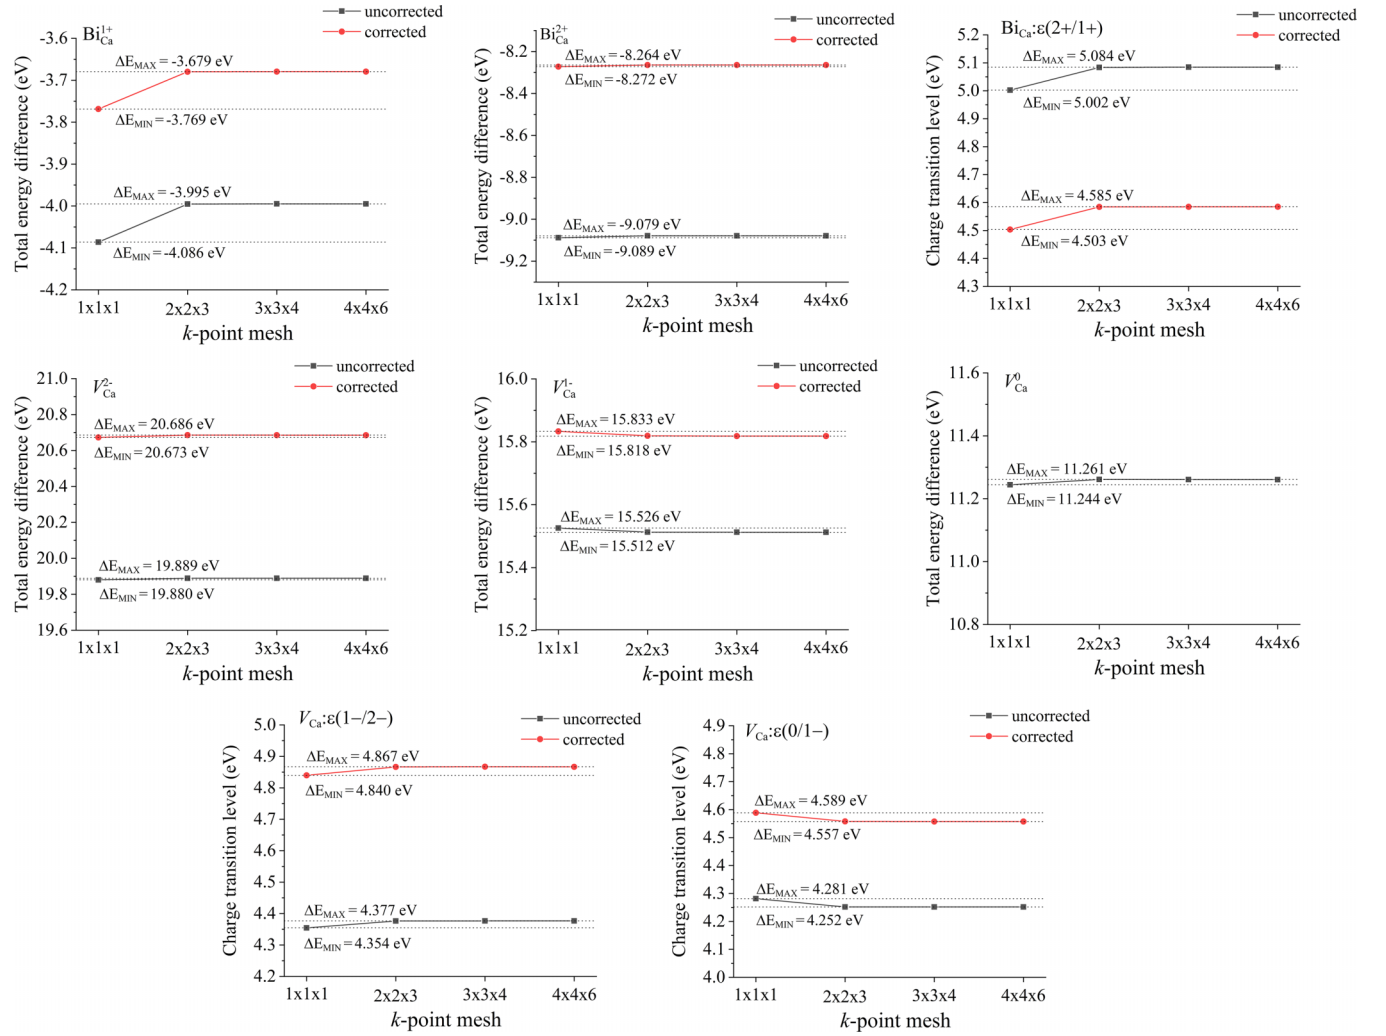 uncorrected
corrected
Bi1+Ca
ΔEMAX = -3.679 eV
ΔEMIN = -3.769 eV
ΔEMAX = -3.995 eV
ΔEMIN = -4.086 eV
-3.6
-3.7
-3.8
-3.9
-4.0
-4.1
-4.2
Total energy difference (eV)
1x1x1 2x2x3 3x3x4 4x4x6
k-point mesh
uncorrected
corrected
Bi2+Ca
ΔEMAX = -8.264 eV
ΔEMIN = -8.272 eV
ΔEMAX = -9.079 eV
ΔEMIN = -9.089 eV
-8.2
-8.4
-8.6
-8.8
-9.0
-9.2
Total energy difference (eV)
1x1x1 2x2x3 3x3x4 4x4x6
k-point mesh
uncorrected
corrected
BiCa:ε(2+/1+)
ΔEMAX = 5.084 eV
ΔEMIN = 5.002 eV
ΔEMAX = 4.585 eV
ΔEMIN = 4.503 eV
5.2
5.1
5.0
4.9
4.8
4.7
4.6
4.5
4.4
4.3
Charge transition level (eV)
1x1x1 2x2x3 3x3x4 4x4x6
k-point mesh
uncorrected
corrected
V2-Ca
ΔEMAX = 20.686 eV
ΔEMIN = 20.673 eV
ΔEMAX = 19.889 eV
ΔEMIN = 19.880 eV
21.0
20.8
20.6
20.4
20.2
20.0
19.8
19.6
Total energy difference (eV)
1x1x1 2x2x3 3x3x4 4x4x6
k-point mesh
uncorrected
corrected
V1-Ca
ΔEMAX = 15.833 eV
ΔEMIN = 15.818 eV
ΔEMAX = 15.526 eV
ΔEMIN = 15.512 eV
16.0
15.8
15.6
15.4
15.2
Total energy difference (eV)
1x1x1 2x2x3 3x3x4 4x4x6
k-point mesh
V0Ca
ΔEMAX = 11.261 eV
ΔEMIN = 11.244 eV
11.6
11.4
11.2
11.0
10.8
Total energy difference (eV)
1x1x1 2x2x3 3x3x4 4x4x6
k-point mesh
uncorrected
corrected
VCa:ε(1−/2−)
ΔEMAX = 4.867 eV
ΔEMIN = 4.840 eV
ΔEMAX = 4.377 eV
ΔEMIN = 4.354 eV
5.0
4.9
4.8
4.7
4.6
4.5
4.4
4.3
4.2
Charge transition level (eV)
1x1x1 2x2x3 3x3x4 4x4x6
k-point mesh
uncorrected
corrected
VCa:ε(0/1−)
ΔEMAX = 4.589 eV
ΔEMIN = 4.557 eV
ΔEMAX = 4.281 eV
ΔEMIN = 4.252 eV
4.9
4.8
4.7
4.6
4.5
4.4
4.3
4.2
4.1
4.0
Charge transition level (eV)
1x1x1 2x2x3 3x3x4 4x4x6
k-point mesh